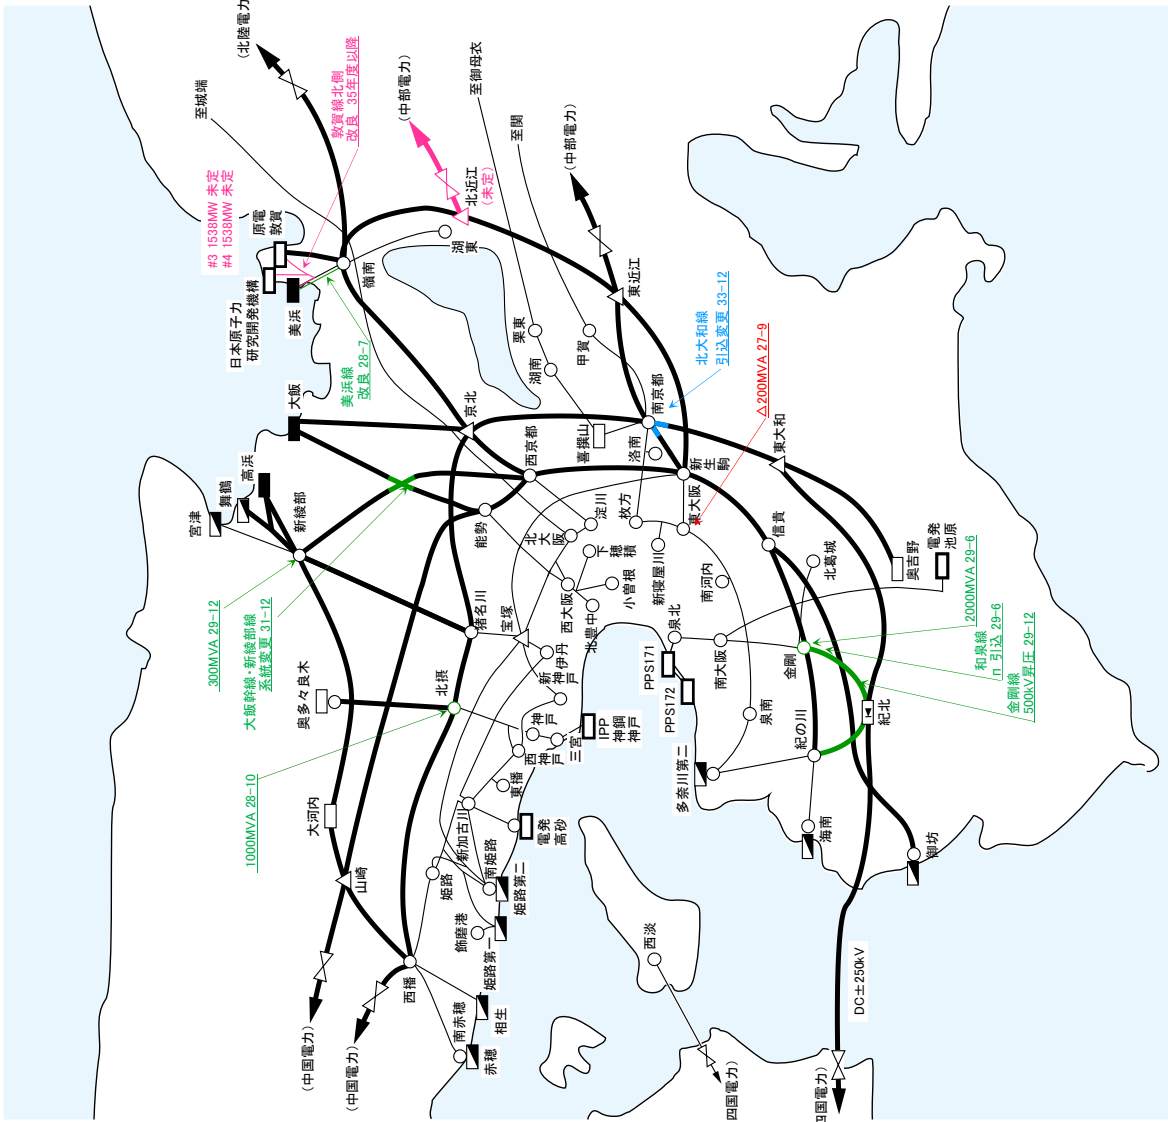 (北陸電力)
至城端
敦賀線北側
改良 35年度以降
(中部電力)
至御母衣
至関
(中部電力)
#3 1538MW 未定
#4 1538MW 未定
原電
敦賀
北近江
(未定)
湖東
日本原子力
研究開発機構
美浜
嶺南
東近江
美浜線
改良 28-7
栗東
湖南
甲賀
北大和線
引込変更 33-12
△200MVA 27-9
大飯
京北
南京都
喜撰山
洛南
東大和
西京都
新生駒
高浜
舞鶴
宮津
新綾部
能勢
北大阪
淀川
枚方
東大阪
信貴
下穂積
新寝屋川
奥吉野
電発
池原
小曽根
南河内
北葛城
西大阪
北豊中
300MVA 29-12
大飯幹線・新綾部線
系統変更 31-12
猪名川
宝塚
泉北
2000MVA 29-6
和泉線
π 引込 29-6
金剛線
500kV昇圧 29-12
新伊丹
神戸
PPS171
PPS172
南大阪
金剛
奥多々良木
北摂
神戸
西神戸
三宮
IPP
神鋼
神戸
泉南
紀の川
紀北
多奈川第二
1000MVA 28-10
大河内
東播
新加古川
電発
高砂
海南
御坊
山崎
姫路
南姫路
姫路第二
飾磨港
姫路第一
西淡
西播
DC±250kV
相生
南赤穂
赤穂
(中国電力)
(中国電力)
四国電力)
四国電力)